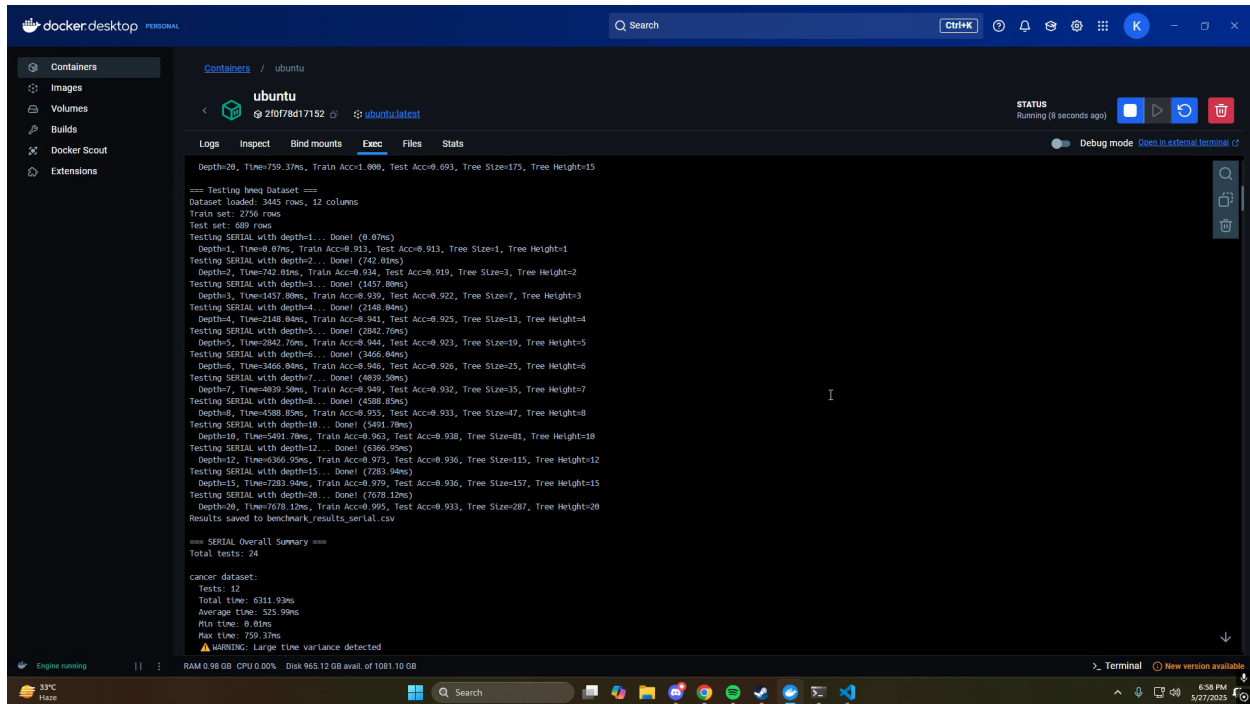 docker.desktop PERSONAL
Search
Ctrl+K
K
Containers
Images
Volumes
Builds
Docker Scout
Extensions
Containers / ubuntu
ubuntu
2f0f78d17152 ubuntu:latest
STATUS
Running (8 seconds ago)
Logs Inspect Bind mounts Exec Files Stats
Debug mode Open in external terminal
Depth=20, Time=759.37ms, Train Acc=1.000, Test Acc=0.693, Tree Size=175, Tree Height=15
=== Testing hmeq Dataset ===
Dataset loaded: 3445 rows, 12 columns
Train set: 2756 rows
Test set: 689 rows
Testing SERIAL with depth=1... Done! (0.07ms)
Depth=1, Time=0.07ms, Train Acc=0.913, Test Acc=0.913, Tree Size=1, Tree Height=1
Testing SERIAL with depth=2... Done! (742.01ms)
Depth=2, Time=742.01ms, Train Acc=0.934, Test Acc=0.919, Tree Size=3, Tree Height=2
Testing SERIAL with depth=3... Done! (1457.80ms)
Depth=3, Time=1457.80ms, Train Acc=0.939, Test Acc=0.922, Tree Size=7, Tree Height=3
Testing SERIAL with depth=4... Done! (2148.04ms)
Depth=4, Time=2148.04ms, Train Acc=0.941, Test Acc=0.925, Tree Size=13, Tree Height=4
Testing SERIAL with depth=5... Done! (2842.76ms)
Depth=5, Time=2842.76ms, Train Acc=0.944, Test Acc=0.923, Tree Size=19, Tree Height=5
Testing SERIAL with depth=6... Done! (3466.04ms)
Depth=6, Time=3466.04ms, Train Acc=0.946, Test Acc=0.926, Tree Size=25, Tree Height=6
Testing SERIAL with depth=7... Done! (4039.50ms)
Depth=7, Time=4039.50ms, Train Acc=0.949, Test Acc=0.932, Tree Size=35, Tree Height=7
Testing SERIAL with depth=8... Done! (4588.85ms)
Depth=8, Time=4588.85ms, Train Acc=0.955, Test Acc=0.933, Tree Size=47, Tree Height=8
Testing SERIAL with depth=10... Done! (5491.70ms)
Depth=10, Time=5491.70ms, Train Acc=0.963, Test Acc=0.938, Tree Size=81, Tree Height=10
Testing SERIAL with depth=12... Done! (6366.95ms)
Depth=12, Time=6366.95ms, Train Acc=0.973, Test Acc=0.936, Tree Size=115, Tree Height=12
Testing SERIAL with depth=15... Done! (7283.94ms)
Depth=15, Time=7283.94ms, Train Acc=0.979, Test Acc=0.936, Tree Size=157, Tree Height=15
Testing SERIAL with depth=20... Done! (7678.12ms)
Depth=20, Time=7678.12ms, Train Acc=0.995, Test Acc=0.933, Tree Size=287, Tree Height=20
Results saved to benchmark_results_serial.csv
=== SERIAL Overall Summary ===
Total tests: 24
cancer dataset:
Tests: 12
Total time: 6311.93ms
Average time: 525.99ms
Min time: 0.01ms
Max time: 759.37ms
WARNING: Large time variance detected
Engine running
RAM 0.98 GB CPU 0.00% Disk 965.12 GB avail. of 1081.10 GB
>_ Terminal
New version available
33°C
Haze
Search
6:58 PM
5/27/2025